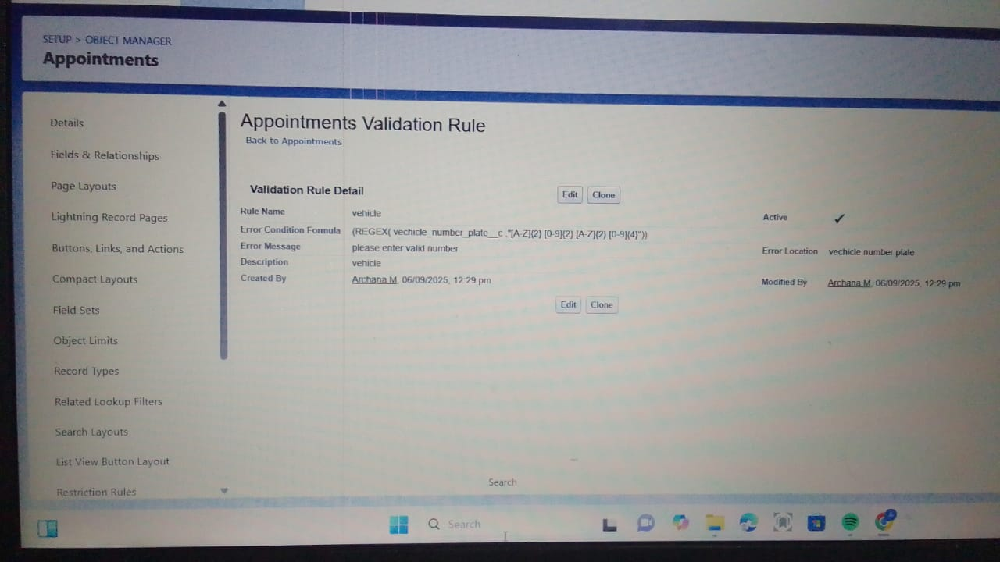 SETUP > OBJECT MANAGER
Appointments
Details
Fields & Relationships
Page Layouts
Lightning Record Pages
Buttons, Links, and Actions
Compact Layouts
Field Sets
Object Limits
Record Types
Related Lookup Filters
Search Layouts
List View Button Layout
Restriction Rules
Appointments Validation Rule
Back to Appointments
Validation Rule Detail
Edit Clone
Rule Name vehicle Active ✓
Error Condition Formula (REGEX( vechicle_number_plate__c ,"[A-Z]{2} [0-9]{2} [A-Z]{2} [0-9]{4}"))
Error Message please enter valid number Error Location vechicle number plate
Description vehicle
Created By Archana M, 06/09/2025, 12:29 pm Modified By Archana M, 06/09/2025, 12:29 pm
Edit Clone
Search
Search